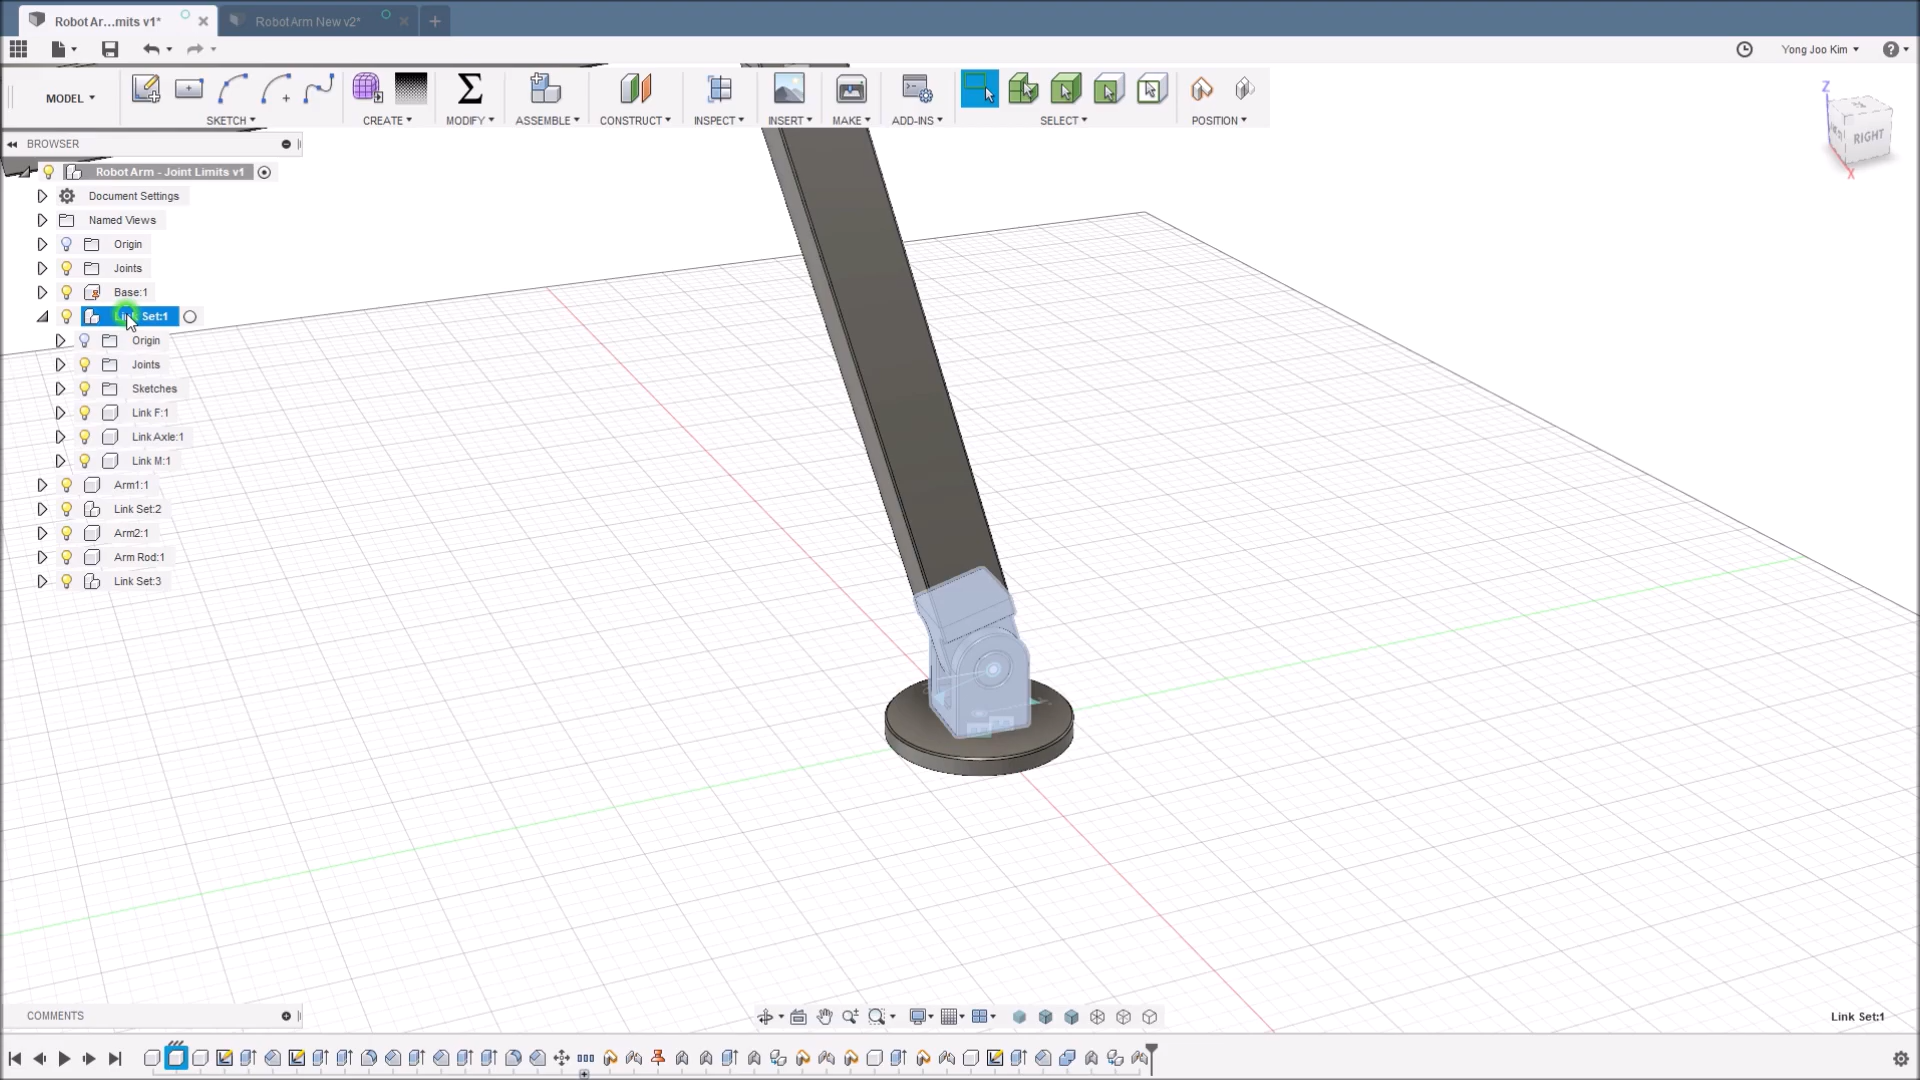 Robot Ar...mits v1*
RobotArm New v2*
Yong Joo Kim
MODEL
SKETCH
CREATE
MODIFY
ASSEMBLE
CONSTRUCT
INSPECT
INSERT
MAKE
ADD-INS
SELECT
POSITION
Z
RIGHT
X
BROWSER
Robot Arm - Joint Limits v1
Document Settings
Named Views
Origin
Joints
Base:1
Link Set:1
Origin
Joints
Sketches
Link F:1
Link Axle:1
Link M:1
Arm1:1
Link Set:2
Arm2:1
Arm Rod:1
Link Set:3
COMMENTS
Link Set:1